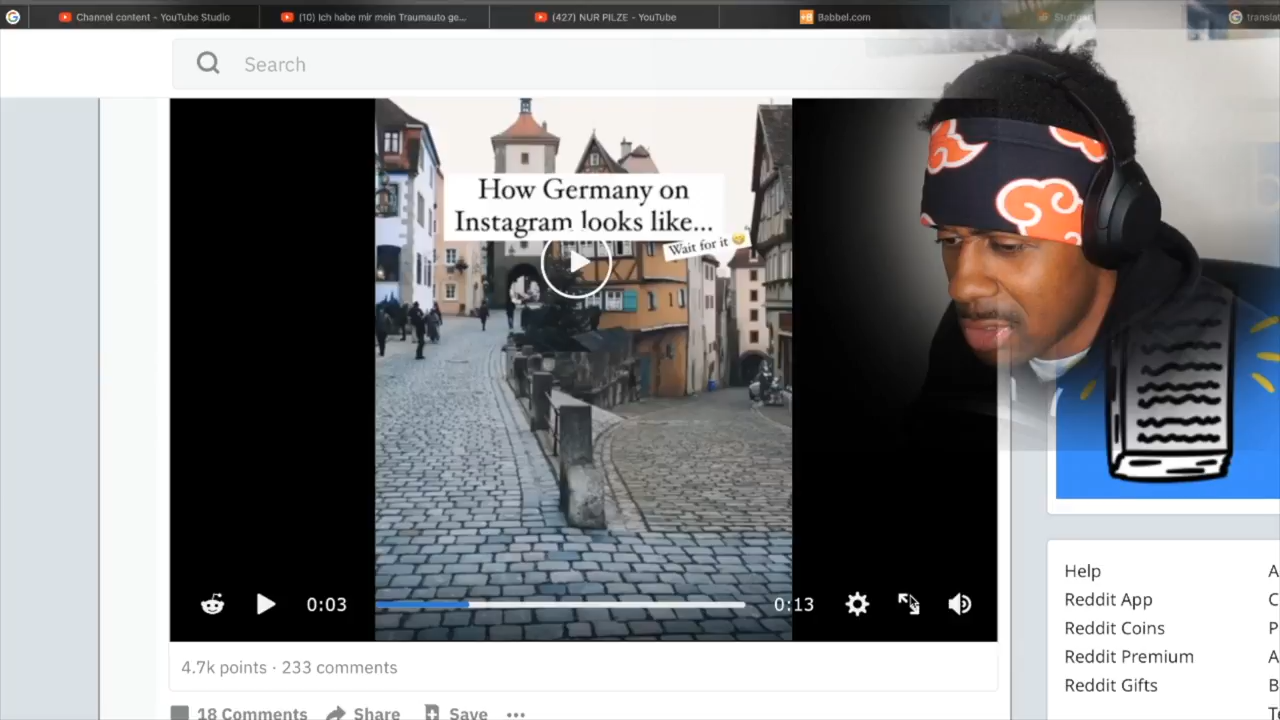 Channel content - YouTube Studio
(10) Ich habe mir mein Traumauto ge...
(427) NUR PILZE - YouTube
Babbel.com
Stuttgart
translat
Search
How Germany on
Instagram looks like...
Wait for it
0:03
0:13
4.7k points · 233 comments
18 Comments
Share
Save
Help
Reddit App
Reddit Coins
Reddit Premium
Reddit Gifts
A
C
P
A
B